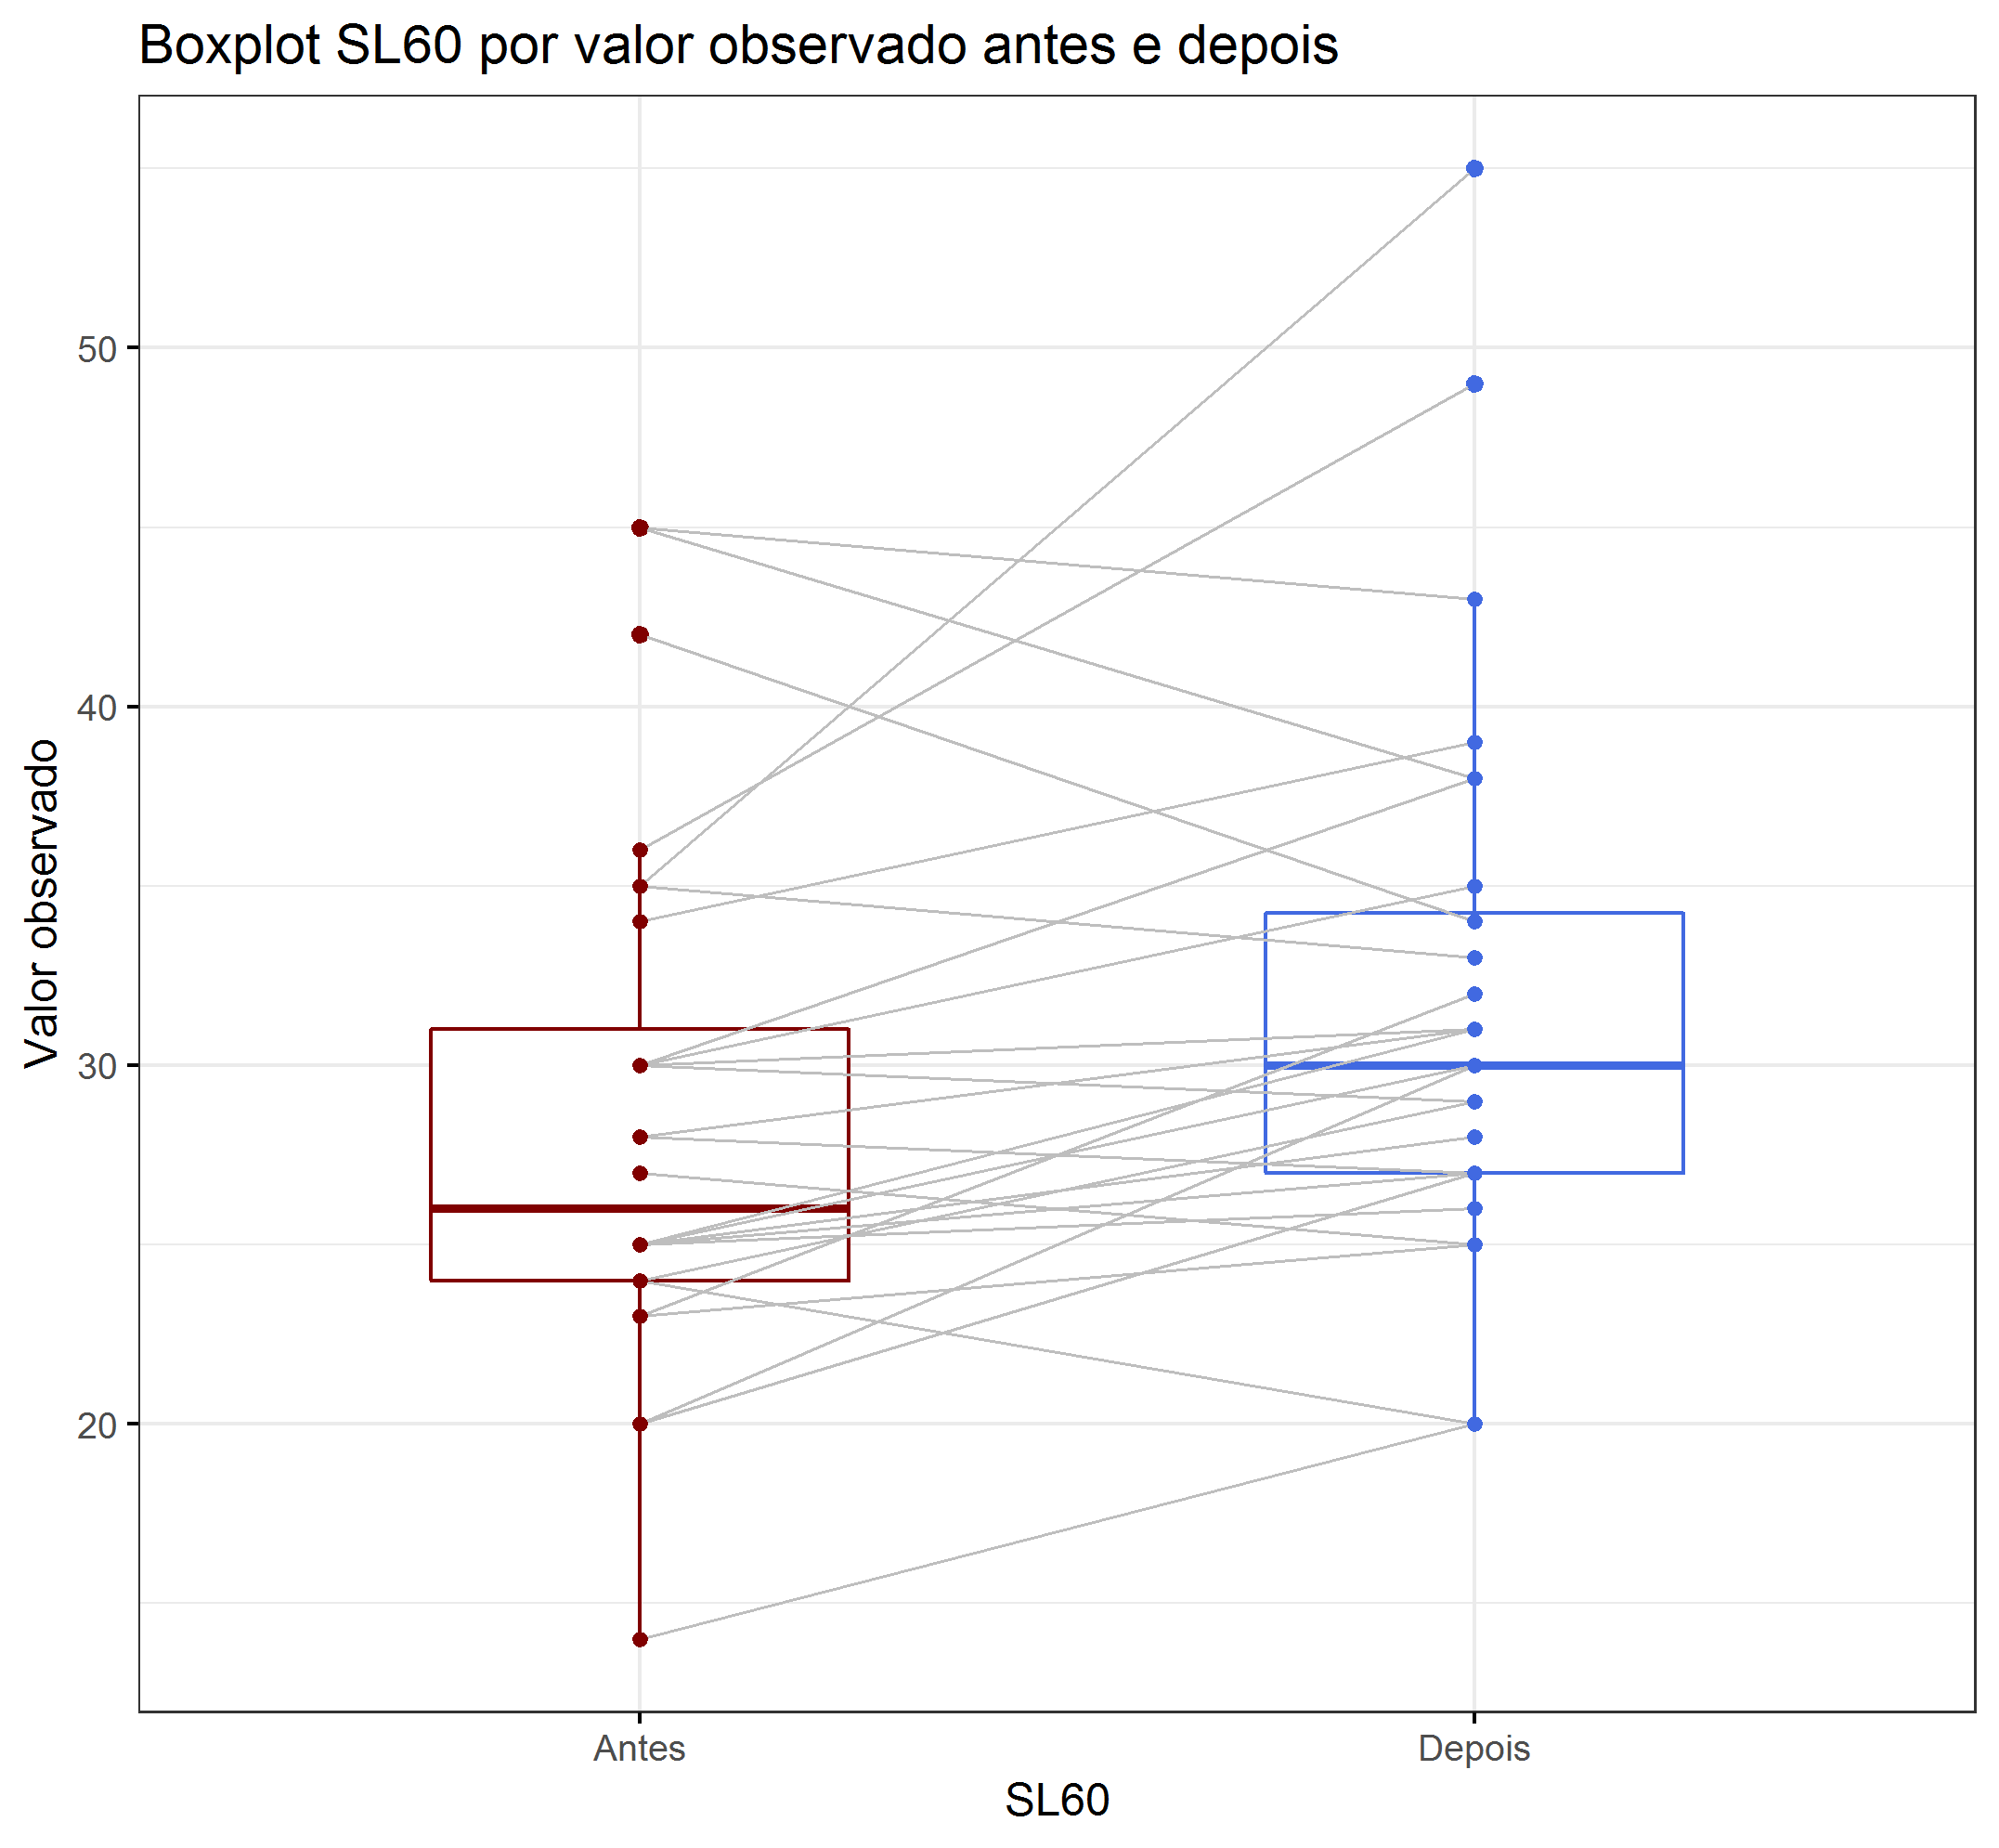 Boxplot SL60 por valor observado antes e depois
Valor observado
50
40
30
20
Antes
Depois
SL60